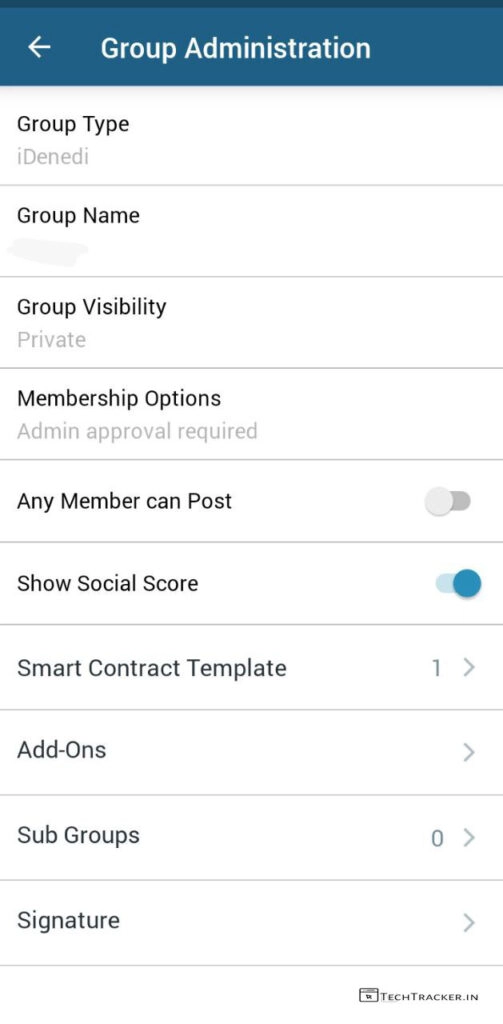 Group Administration
Group Type
iDenedi
Group Name
Group Visibility
Private
Membership Options
Admin approval required
Any Member can Post
Show Social Score
Smart Contract Template 1
Add-Ons
Sub Groups 0
Signature
TECHTRACKER.IN